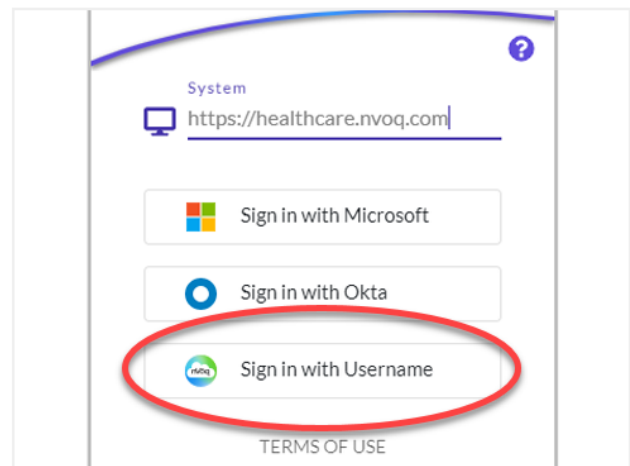 ?
System
https://healthcare.nvoq.com
Sign in with Microsoft
Sign in with Okta
nvoq Sign in with Username
TERMS OF USE